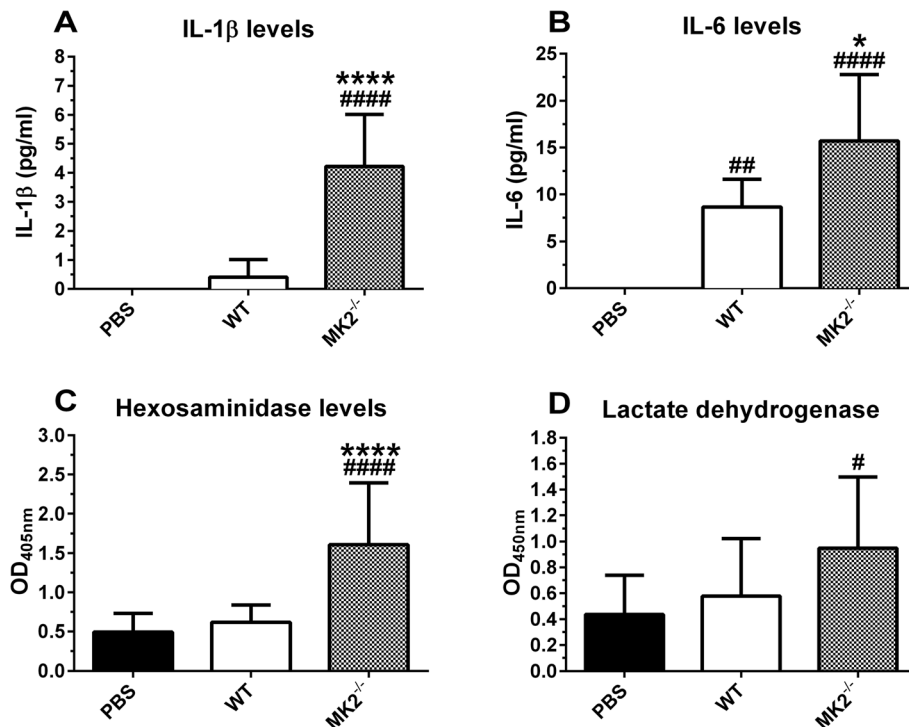 A
IL-1β levels
****
####
IL-1β (pg/ml)
8
7
6
5
4
3
2
1
0
PBS
WT
MK2-/-
B
IL-6 levels
*
####
##
IL-6 (pg/ml)
25
20
15
10
5
0
PBS
WT
MK2-/-
C
Hexosaminidase levels
****
####
OD405nm
3.0
2.5
2.0
1.5
1.0
0.5
0.0
PBS
WT
MK2-/-
D
Lactate dehydrogenase
#
OD450nm
1.8
1.6
1.4
1.2
1.0
0.8
0.6
0.4
0.2
0.0
PBS
WT
MK2-/-